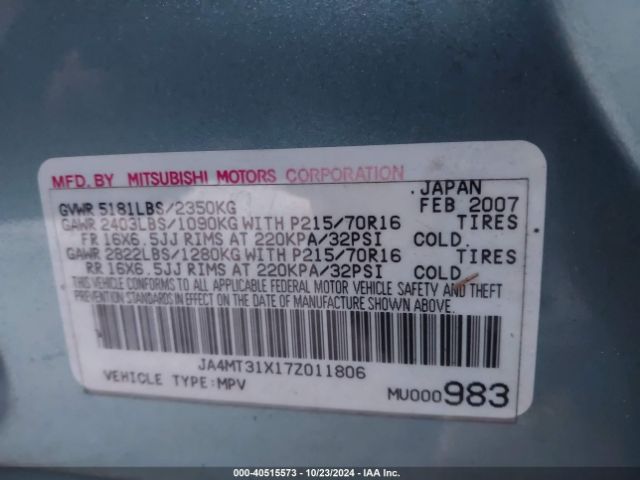 MFD. BY MITSUBISHI MOTORS CORPORATION
JAPAN
GVWR 5181LBS/2350KG FEB 2007
GAWR 2403LBS/1090KG WITH P215/70R16 TIRES
FR 16X6.5JJ RIMS AT 220KPA/32PSI COLD.
GAWR 2822LBS/1280KG WITH P215/70R16 TIRES
RR 16X6.5JJ RIMS AT 220KPA/32PSI COLD
THIS VEHICLE CONFORMS TO ALL APPLICABLE FEDERAL MOTOR VEHICLE SAFETY AND THEFT
PREVENTION STANDARDS IN EFFECT ON THE DATE OF MANUFACTURE SHOWN ABOVE.
JA4MT31X17Z011806
VEHICLE TYPE:MPV
MU000983
000-40515573 - 10/23/2024 - IAAI.COM